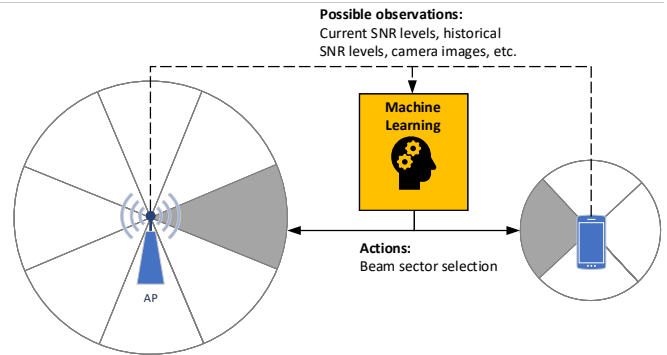 Possible observations:
Current SNR levels, historical
SNR levels, camera images, etc.
Machine
Learning
Actions:
Beam sector selection
AP